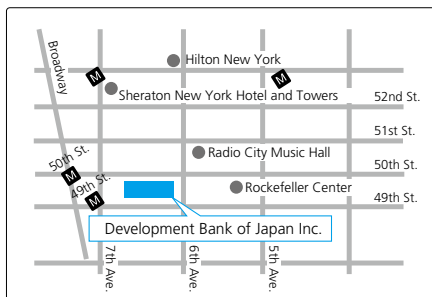 Broadway
Hilton New York
M
M
Sheraton New York Hotel and Towers
52nd St.
51st St.
50th St.
Radio City Music Hall
50th St.
M
49th St.
M
Rockefeller Center
49th St.
Development Bank of Japan Inc.
7th Ave.
6th Ave.
5th Ave.